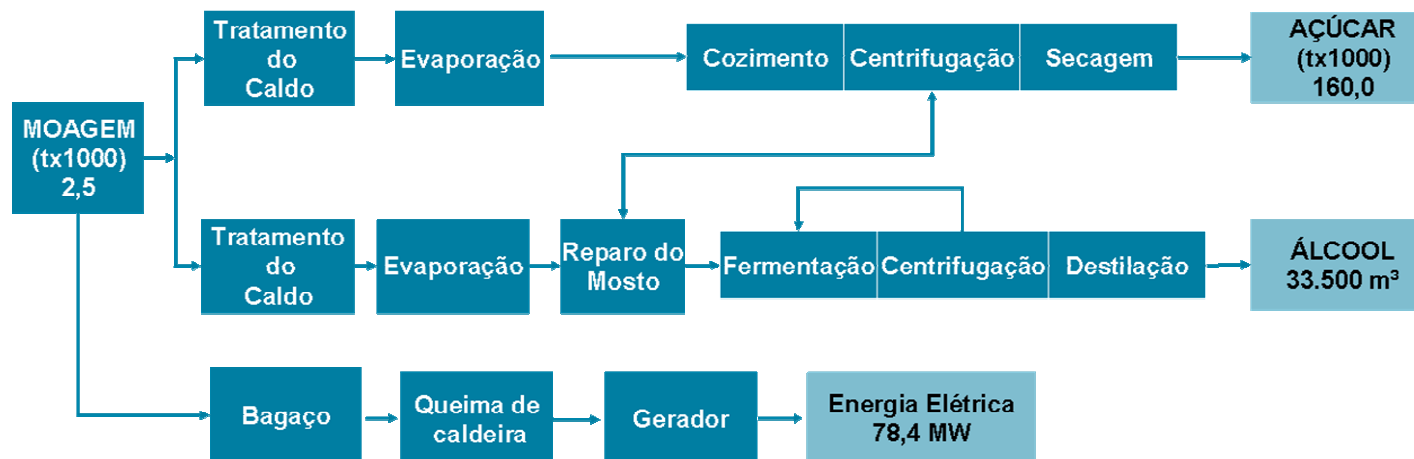 MOAGEM
(tx1000)
2,5
Tratamento
do
Caldo
Evaporação
Cozimento
Centrifugação
Secagem
AÇÚCAR
(tx1000)
160,0
Tratamento
do
Caldo
Evaporação
Reparo do
Mosto
Fermentação
Centrifugação
Destilação
ÁLCOOL
33.500 m³
Bagaço
Queima de
caldeira
Gerador
Energia Elétrica
78,4 MW